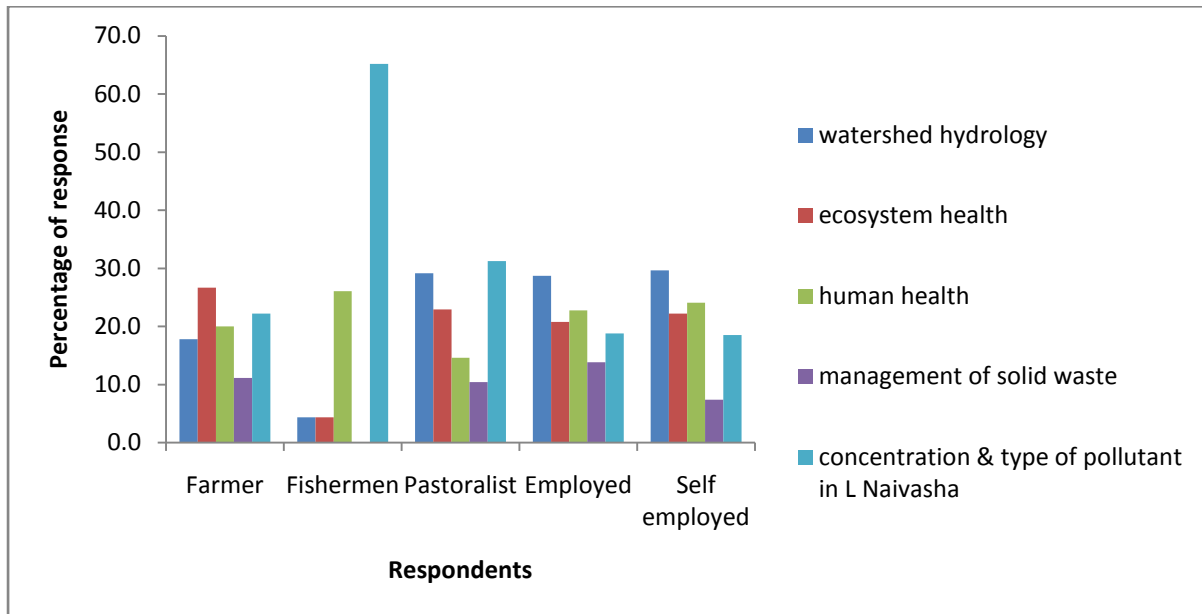 70.0
60.0
50.0
40.0
30.0
20.0
10.0
0.0
Percentage of response
Farmer
Fishermen
Pastoralist
Employed
Self
employed
Respondents
watershed hydrology
ecosystem health
human health
management of solid waste
concentration & type of pollutant
in L Naivasha